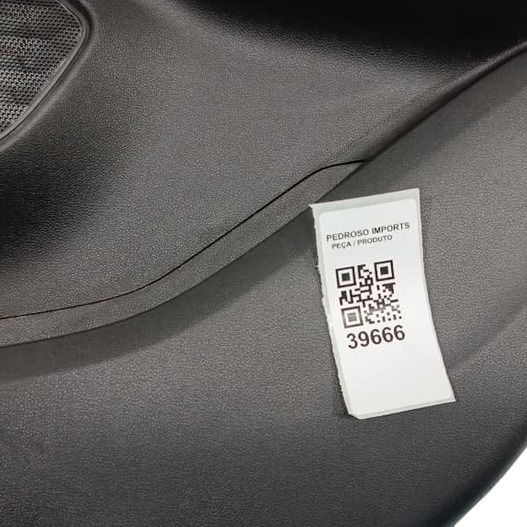 PEDROSO IMPORTS
PEÇA / PRODUTO
39666